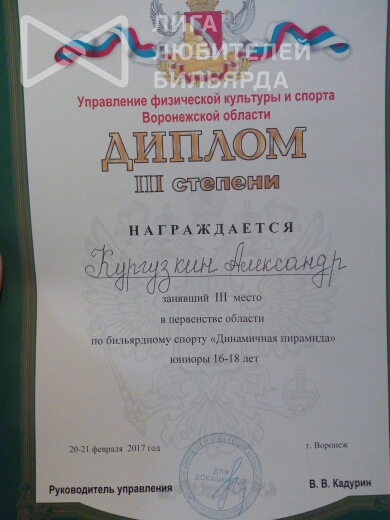 ЛИГА
ЛЮБИТЕЛЕЙ
БИЛЬЯРДА
Управление физической культуры и спорта
Воронежской области
ДИПЛОМ
III степени
НАГРАЖДАЕТСЯ
Кургузкин Александр
занявший III место
в первенстве области
по бильярдному спорту «Динамичная пирамида»
юниоры 16-18 лет
20-21 февраля 2017 год
г. Воронеж
ДЛЯ
ДОКУМЕНТОВ
Руководитель управления
В. В. Кадурин